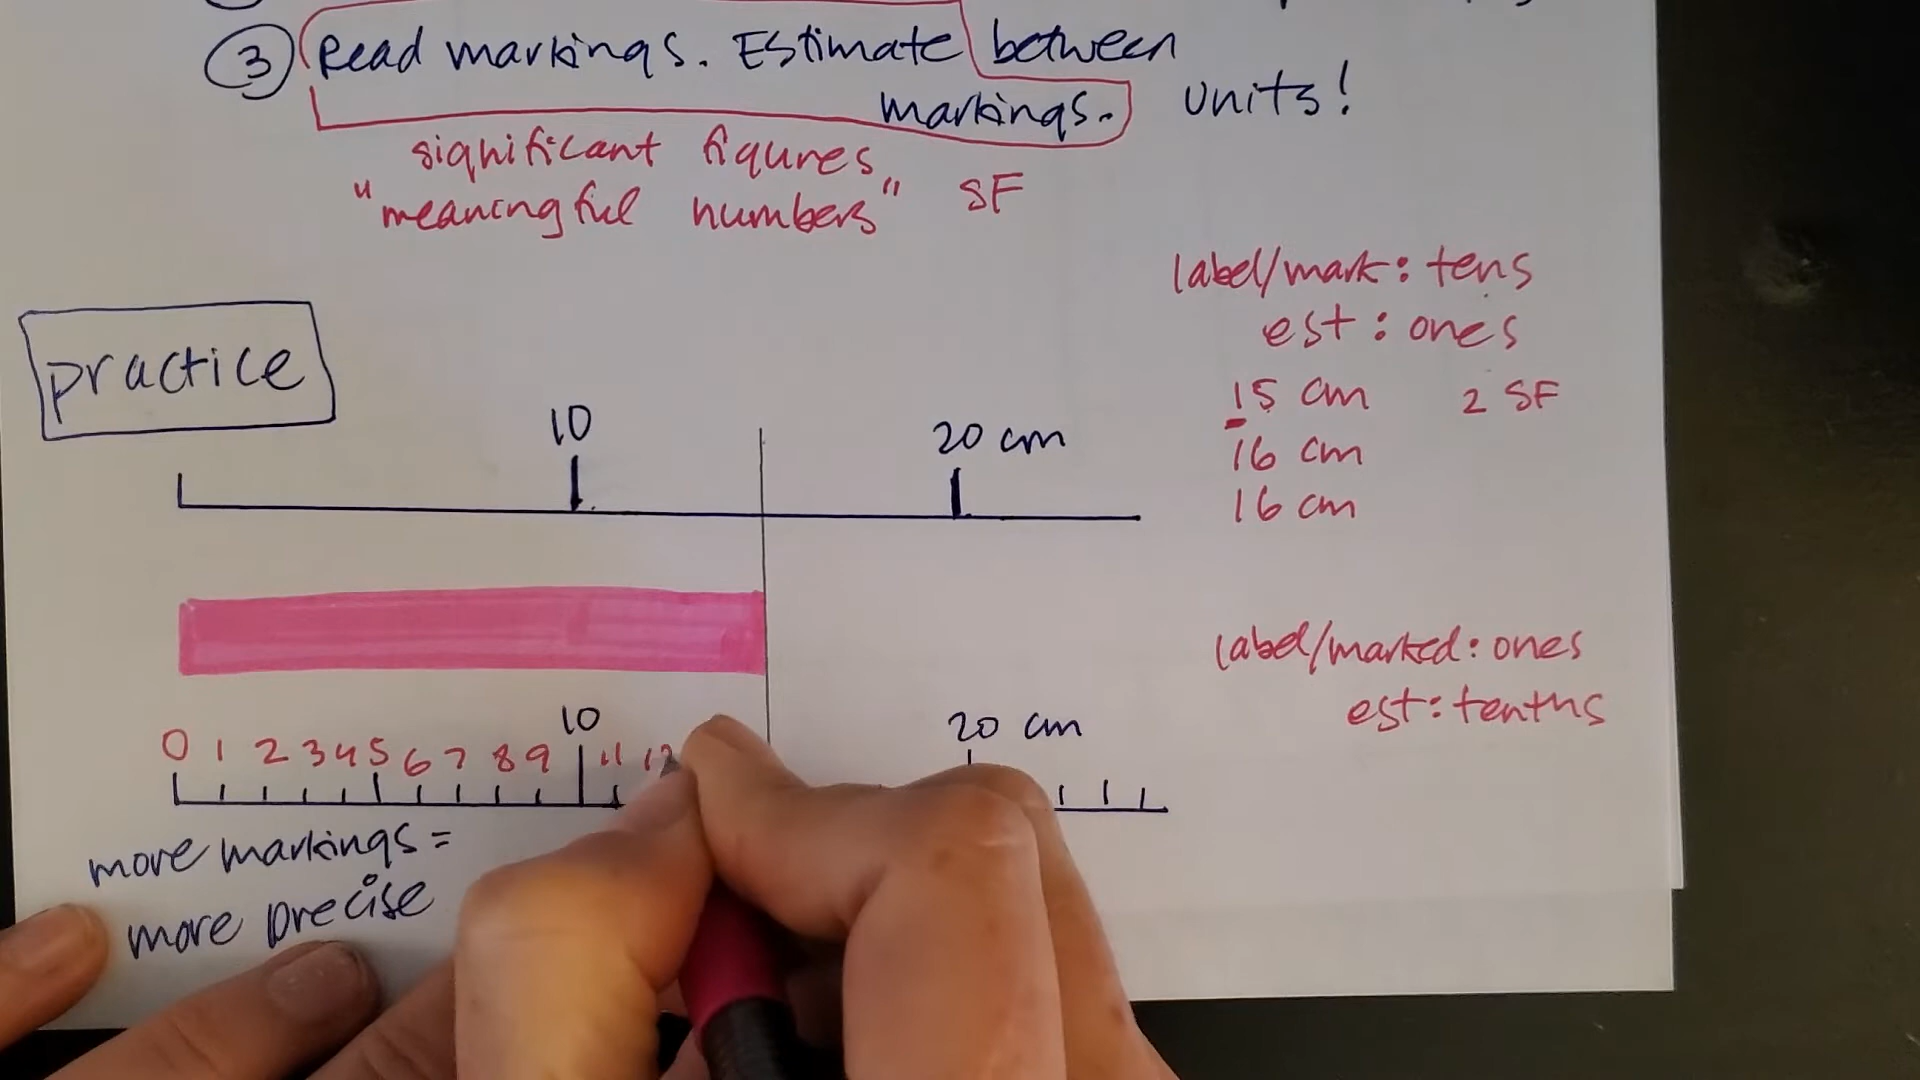 ③ Read markings. Estimate between
markings. units!
significant figures
"meaningful numbers" SF
label/mark: tens
est: ones
15 cm 2 SF
16 cm
16 cm
practice
10 20 cm
label/marked: ones
est: tenths
10 20 cm
0 1 2 3 4 5 6 7 8 9 11 12
more markings =
more precise